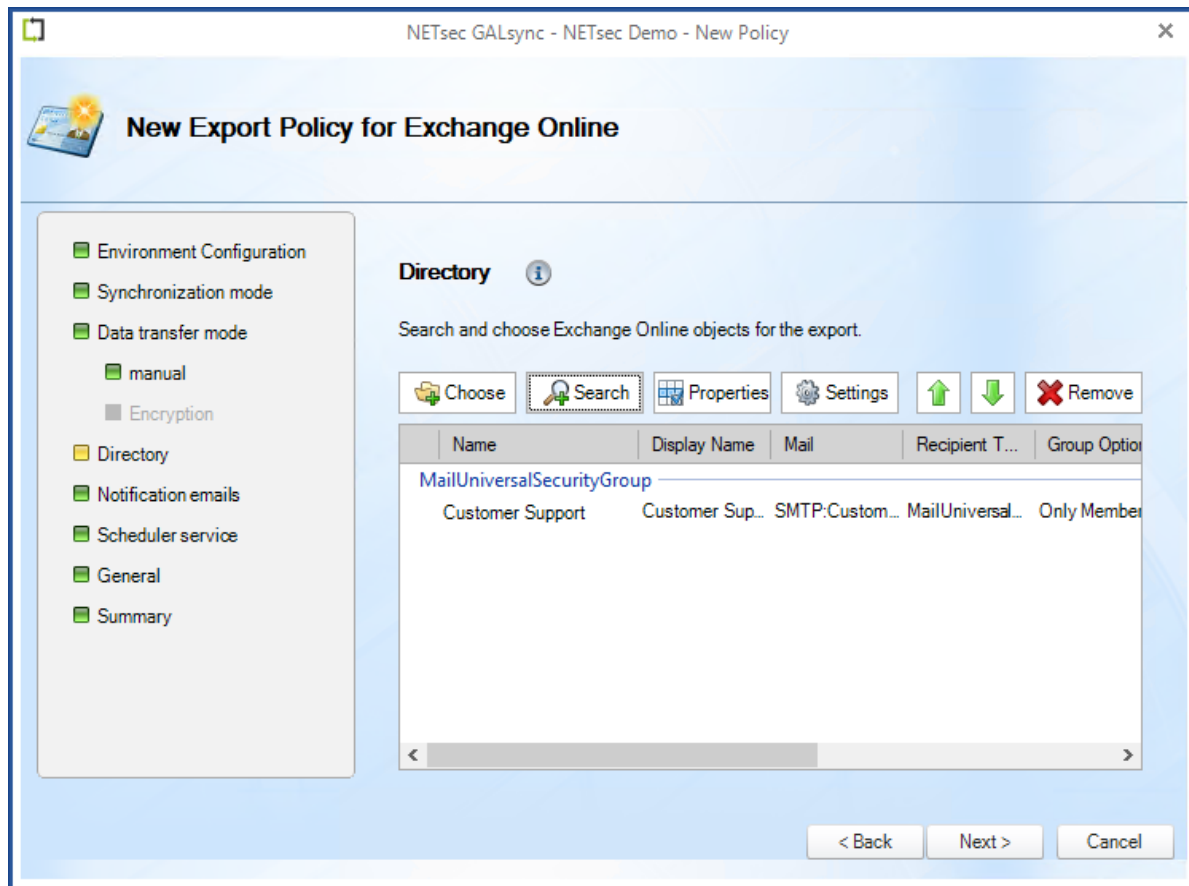 NETsec GALsync - NETsec Demo - New Policy
New Export Policy for Exchange Online
Environment Configuration
Synchronization mode
Data transfer mode
manual
Encryption
Directory
Notification emails
Scheduler service
General
Summary
Directory
Search and choose Exchange Online objects for the export.
Choose Search Properties Settings Remove
Name Display Name Mail Recipient T... Group Option
MailUniversalSecurityGroup
Customer Support Customer Sup... SMTP:Custom... MailUniversal... Only Member
< Back Next > Cancel